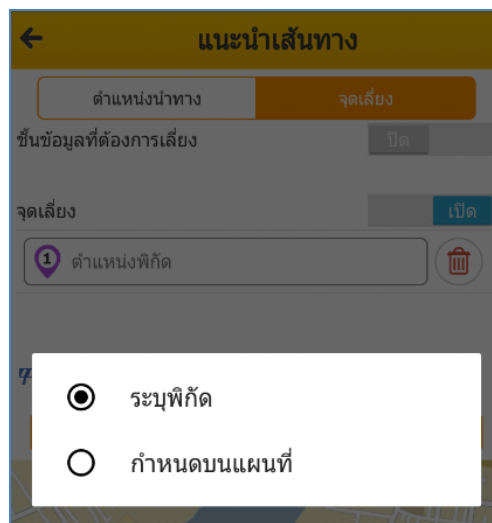 แนะนำเส้นทาง
ตำแหน่งนำทาง จุดเลี่ยง
ชั้นข้อมูลที่ต้องการเลี่ยง ปิด
จุดเลี่ยง เปิด
1 ตำแหน่งพิกัด
ระบุพิกัด
กำหนดบนแผนที่